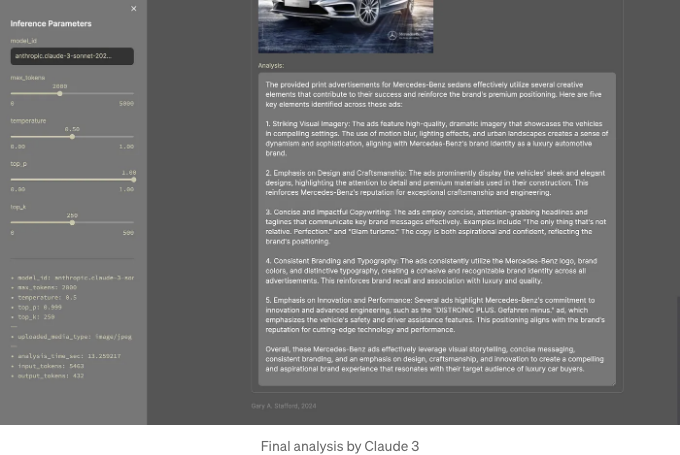 Inference Parameters
model_id
anthropic.claude-3-sonnet-202...
max_tokens
2000
0 5000
temperature
0.50
0.00 1.00
top_p
1.00
0.00 1.00
top_k
250
0 500
• model_id: anthropic.claude-3-sor
• max_tokens: 2000
• temperature: 0.5
• top_p: 0.999
• top_k: 250
• uploaded_media_type: image/jpeg
• analysis_time_sec: 13.255217
• input_tokens: 5463
• output_tokens: 432
Mercedes-Benz
Analysis:
The provided print advertisements for Mercedes-Benz sedans effectively utilize several creative
elements that contribute to their success and reinforce the brand's premium positioning. Here are five
key elements identified across these ads:
1. Striking Visual Imagery: The ads feature high-quality, dramatic imagery that showcases the vehicles
in compelling settings. The use of motion blur, lighting effects, and urban landscapes creates a sense of
dynamism and sophistication, aligning with Mercedes-Benz's brand identity as a luxury automotive
brand.
2. Emphasis on Design and Craftsmanship: The ads prominently display the vehicles' sleek and elegant
designs, highlighting the attention to detail and premium materials used in their construction. This
reinforces Mercedes-Benz's reputation for exceptional craftsmanship and engineering.
3. Concise and Impactful Copywriting: The ads employ concise, attention-grabbing headlines and
taglines that communicate key brand messages effectively. Examples include "The only thing that's not
relative. Perfection." and "Glam turismo." The copy is both aspirational and confident, reflecting the
brand's positioning.
4. Consistent Branding and Typography: The ads consistently utilize the Mercedes-Benz logo, brand
colors, and distinctive typography, creating a cohesive and recognizable brand identity across all
advertisements. This reinforces brand recall and association with luxury and quality.
5. Emphasis on Innovation and Performance: Several ads highlight Mercedes-Benz's commitment to
innovation and advanced engineering, such as the "DISTRONIC PLUS. Gefahren minus." ad, which
emphasizes the vehicle's safety and driver assistance features. This positioning aligns with the brand's
reputation for cutting-edge technology and performance.
Overall, these Mercedes-Benz ads effectively leverage visual storytelling, concise messaging,
consistent branding, and an emphasis on design, craftsmanship, and innovation to create a compelling
and aspirational brand experience that resonates with their target audience of luxury car buyers.
Gary A. Stafford, 2024
Final analysis by Claude 3